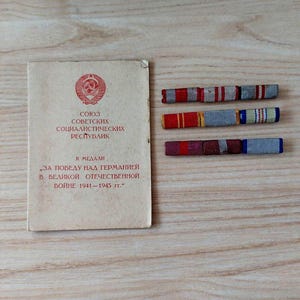 СОЮЗ
СОВЕТСКИХ
СОЦИАЛИСТИЧЕСКИХ
РЕСПУБЛИК
К МЕДАЛИ
„ЗА ПОБЕДУ НАД ГЕРМАНИЕЙ
В ВЕЛИКОЙ ОТЕЧЕСТВЕННОЙ
ВОЙНЕ 1941—1945 гг."